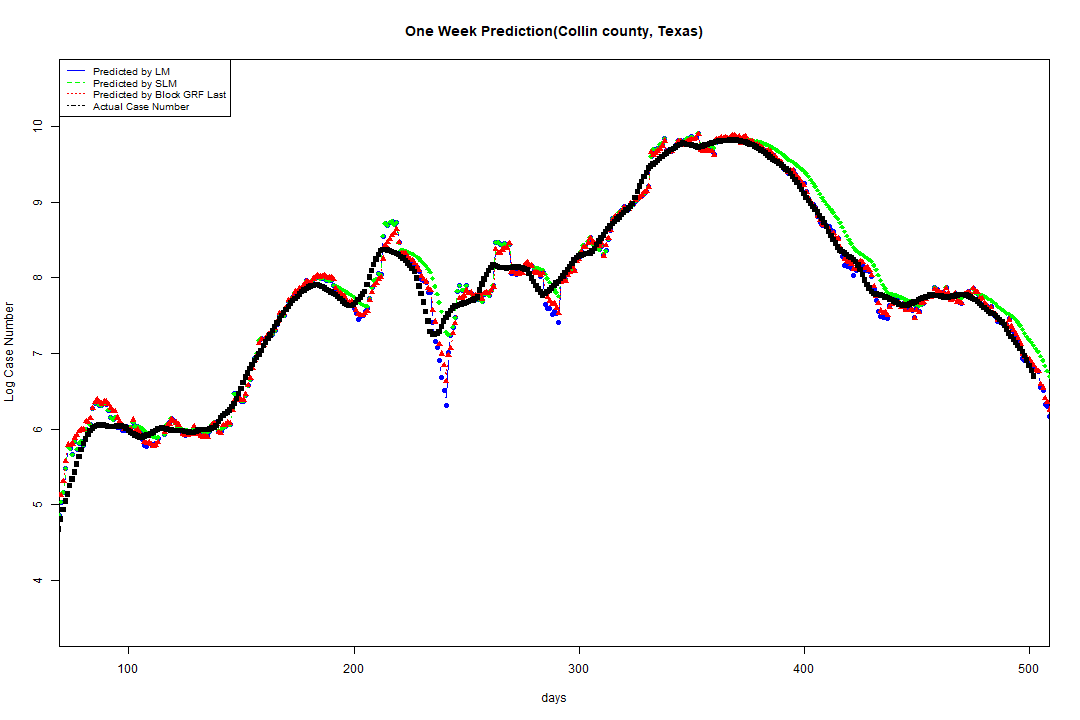 One Week Prediction(Collin county, Texas)
Predicted by LM
Predicted by SLM
Predicted by Block GRF Last
Actual Case Number
10
9
8
7
6
5
4
Log Case Number
100 200 300 400 500
days